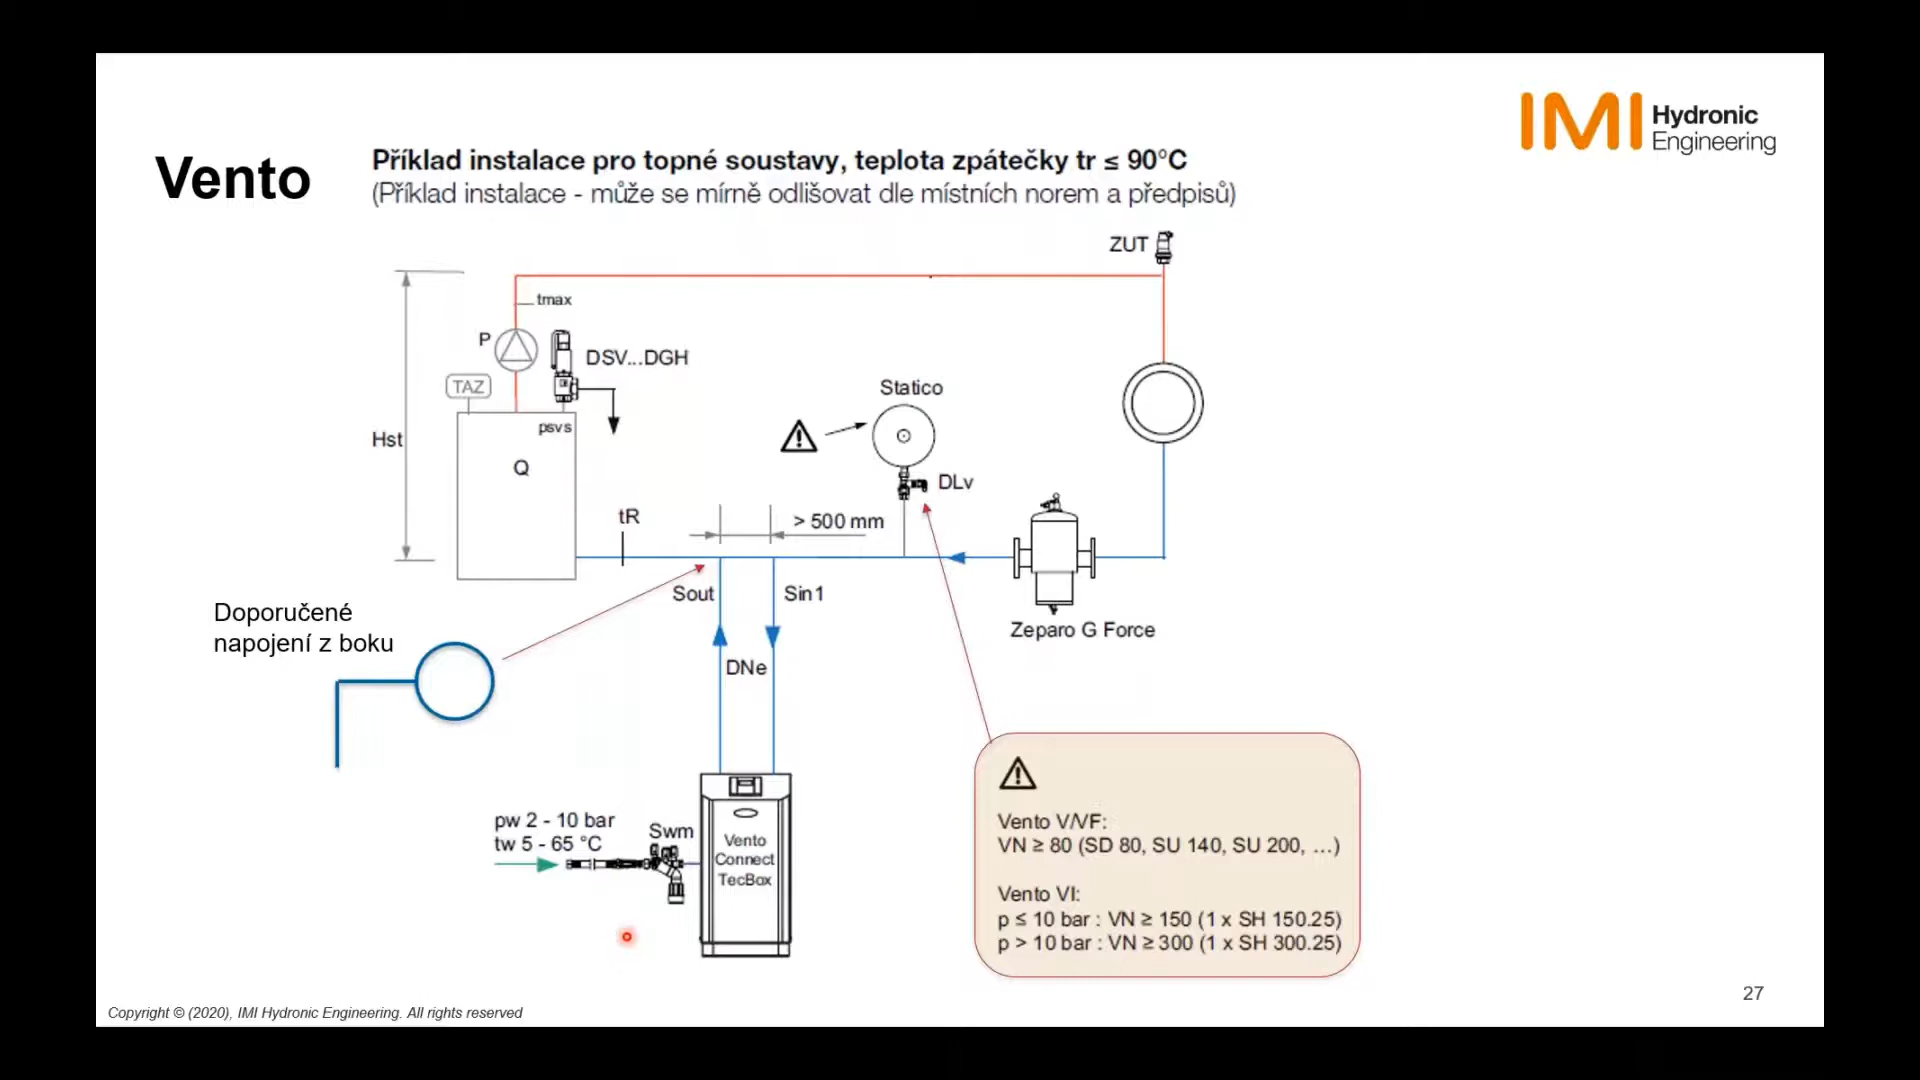 IMI Hydronic
Engineering
Vento
Příklad instalace pro topné soustavy, teplota zpátečky tr ≤ 90°C
(Příklad instalace - může se mírně odlišovat dle místních norem a předpisů)
ZUT
tmax
P
DSV...DGH
TAZ
psvs
Hst
Q
Statico
DLv
tR
> 500 mm
Sout
Sin1
Zeparo G Force
Doporučené
napojení z boku
DNe
pw 2 - 10 bar
tw 5 - 65 °C
Swm
Vento
Connect
TecBox
Vento V/VF:
VN ≥ 80 (SD 80, SU 140, SU 200, ...)
Vento VI:
p ≤ 10 bar : VN ≥ 150 (1 x SH 150.25)
p > 10 bar : VN ≥ 300 (1 x SH 300.25)
27
Copyright © (2020), IMI Hydronic Engineering. All rights reserved